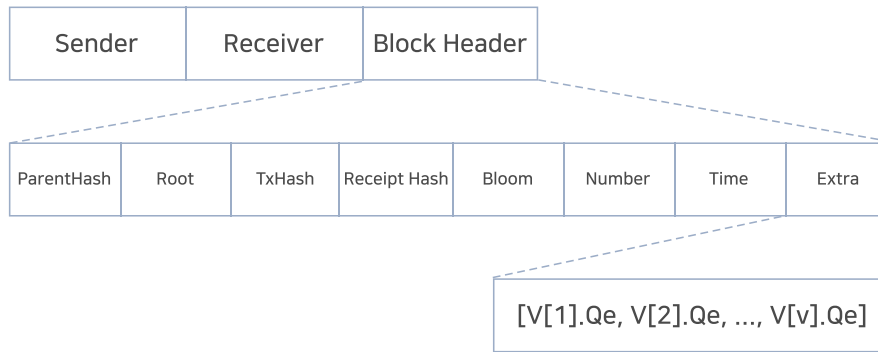 Sender Receiver Block Header
ParentHash Root TxHash Receipt Hash Bloom Number Time Extra
[V[1].Qe, V[2].Qe, ..., V[v].Qe]